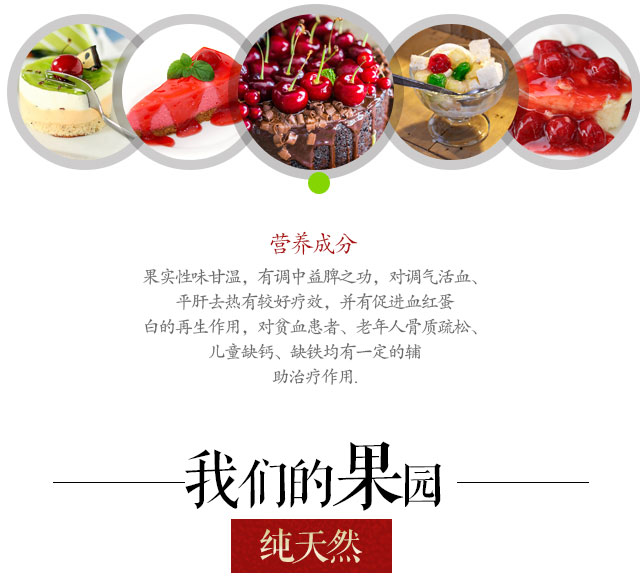 营养成分
果实性味甘温，有调中益脾之功，对调气活血、
平肝去热有较好疗效，并有促进血红蛋
白的再生作用，对贫血患者、老年人骨质疏松、
儿童缺钙、缺铁均有一定的辅
助治疗作用.
我们的果园
纯天然